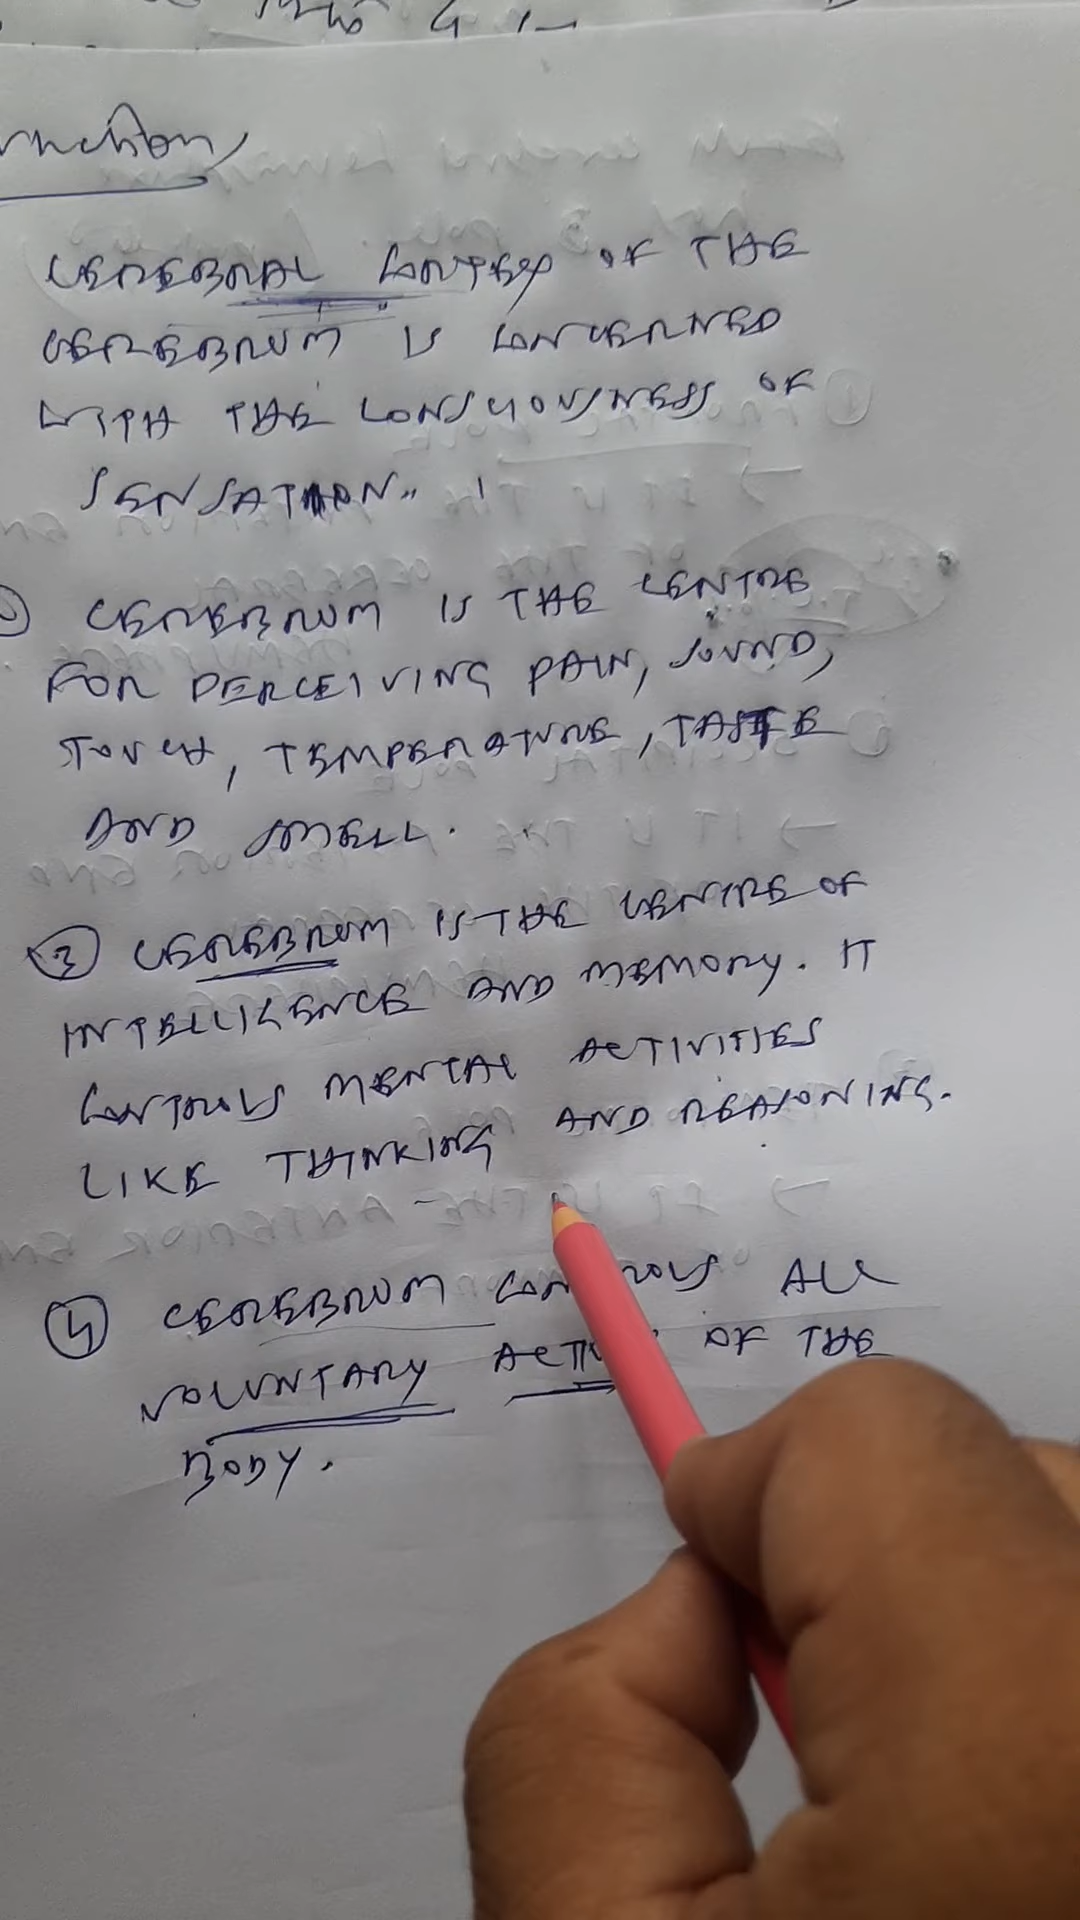 CEREBRAL CORTEX OF THE
CEREBRUM IS CONCERNED
WITH THE CONSCIOUSNESS OF
SENSATION.
CEREBRUM IS THE CENTRE
FOR PERCEIVING PAIN, SOUND,
TOUCH, TEMPERATURE, TASTE
AND SMELL.
3 CEREBRUM IS THE CENTRE OF
INTELLIGENCE AND MEMORY. IT
CONTROLS MENTAL ACTIVITIES
LIKE THINKING AND REASONING.
4 CEREBRUM CONTROLS ALL
VOLUNTARY OF THE
BODY.